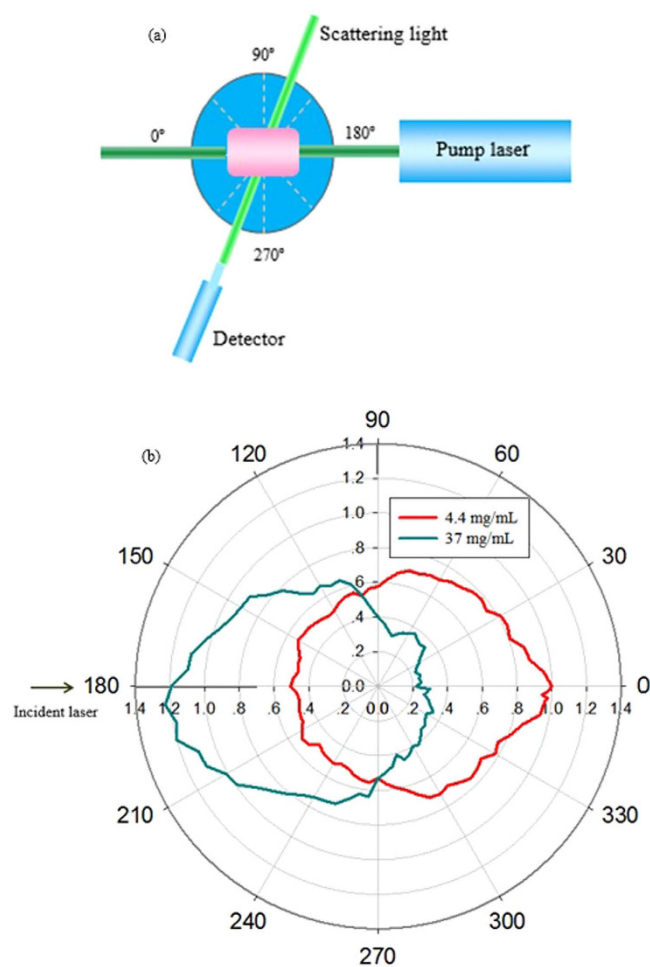 (a)
Scattering light
90°
0°
180°
Pump laser
270°
Detector
(b)
90
1.4
120
60
1.2
4.4 mg/mL
1.0
37 mg/mL
.8
150
30
.6
.4
.2
180
0.0
0
Incident laser
1.4 1.2 1.0 .8 .6 .4 .2 0.0 0.2 .4 .6 .8 1.0 1.2 1.4
210
330
240
300
270